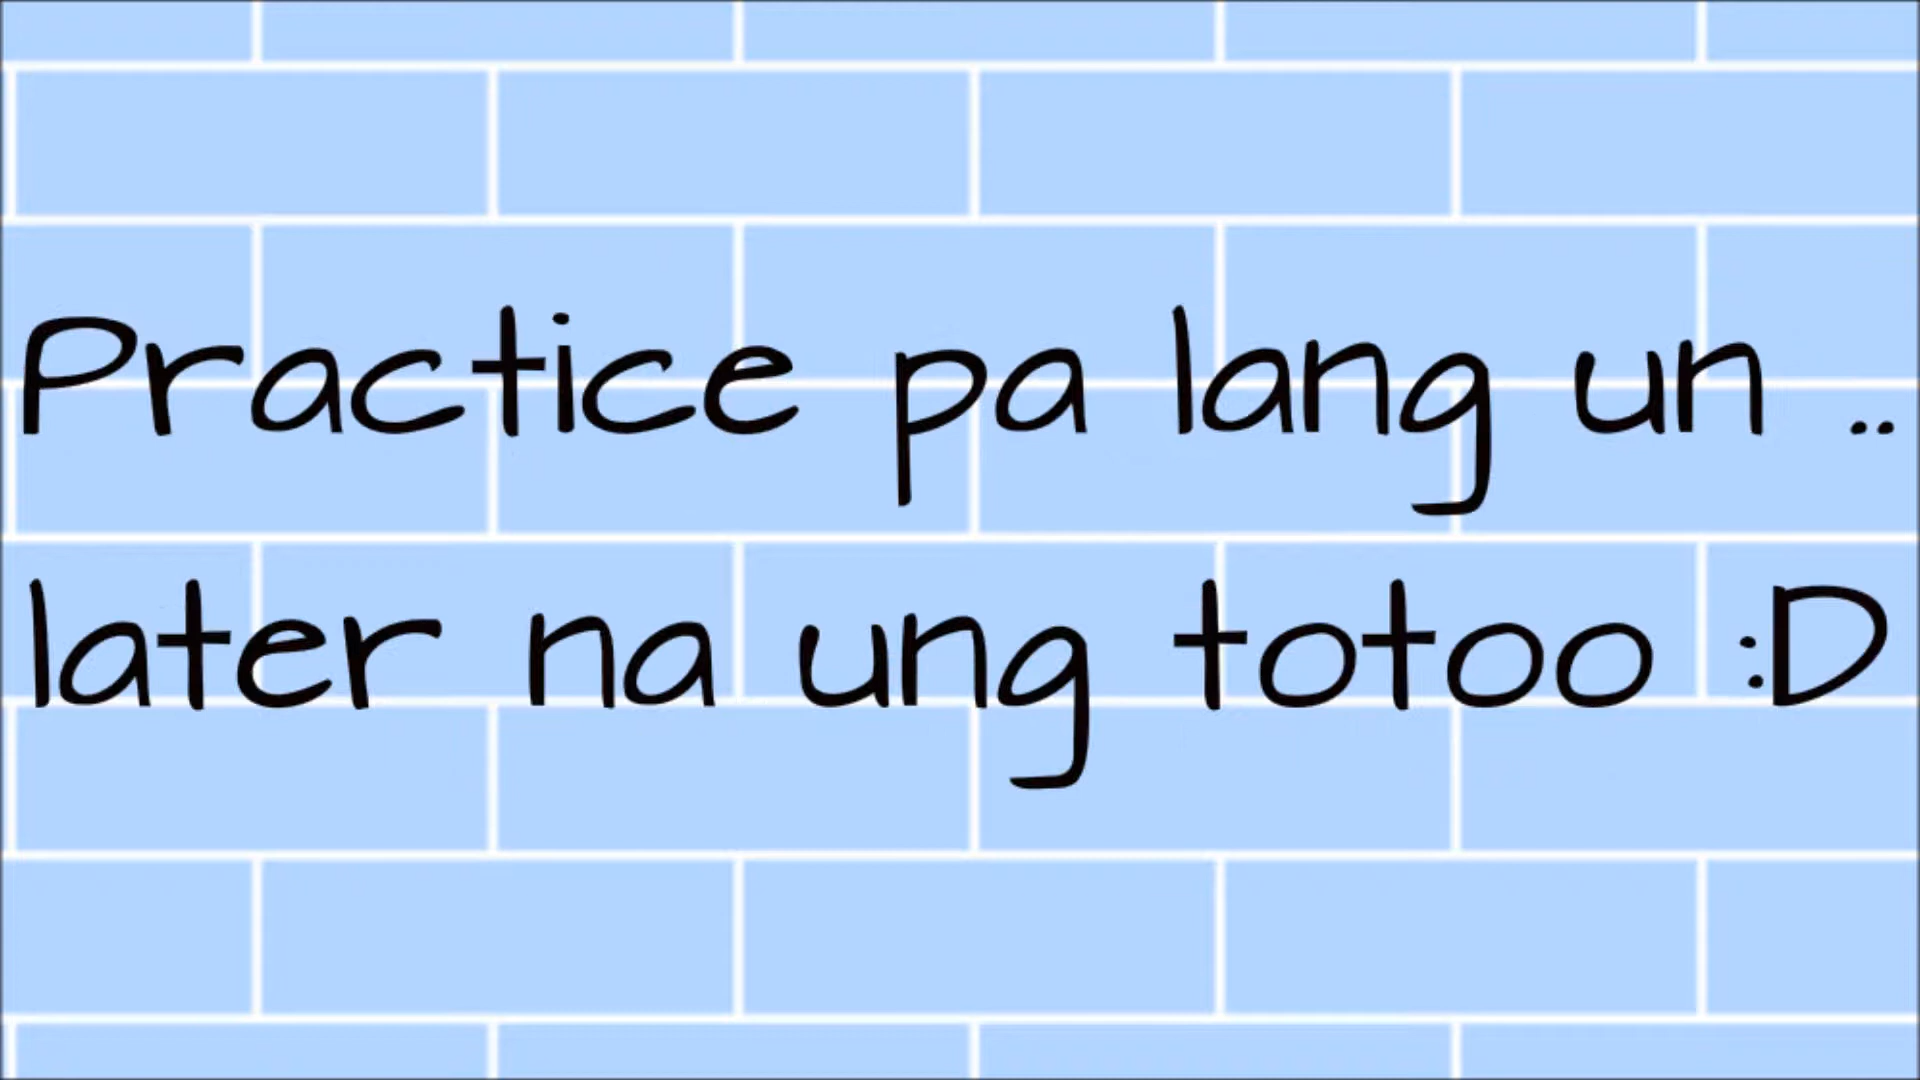 Practice pa lang un ..
later na ung totoo :D